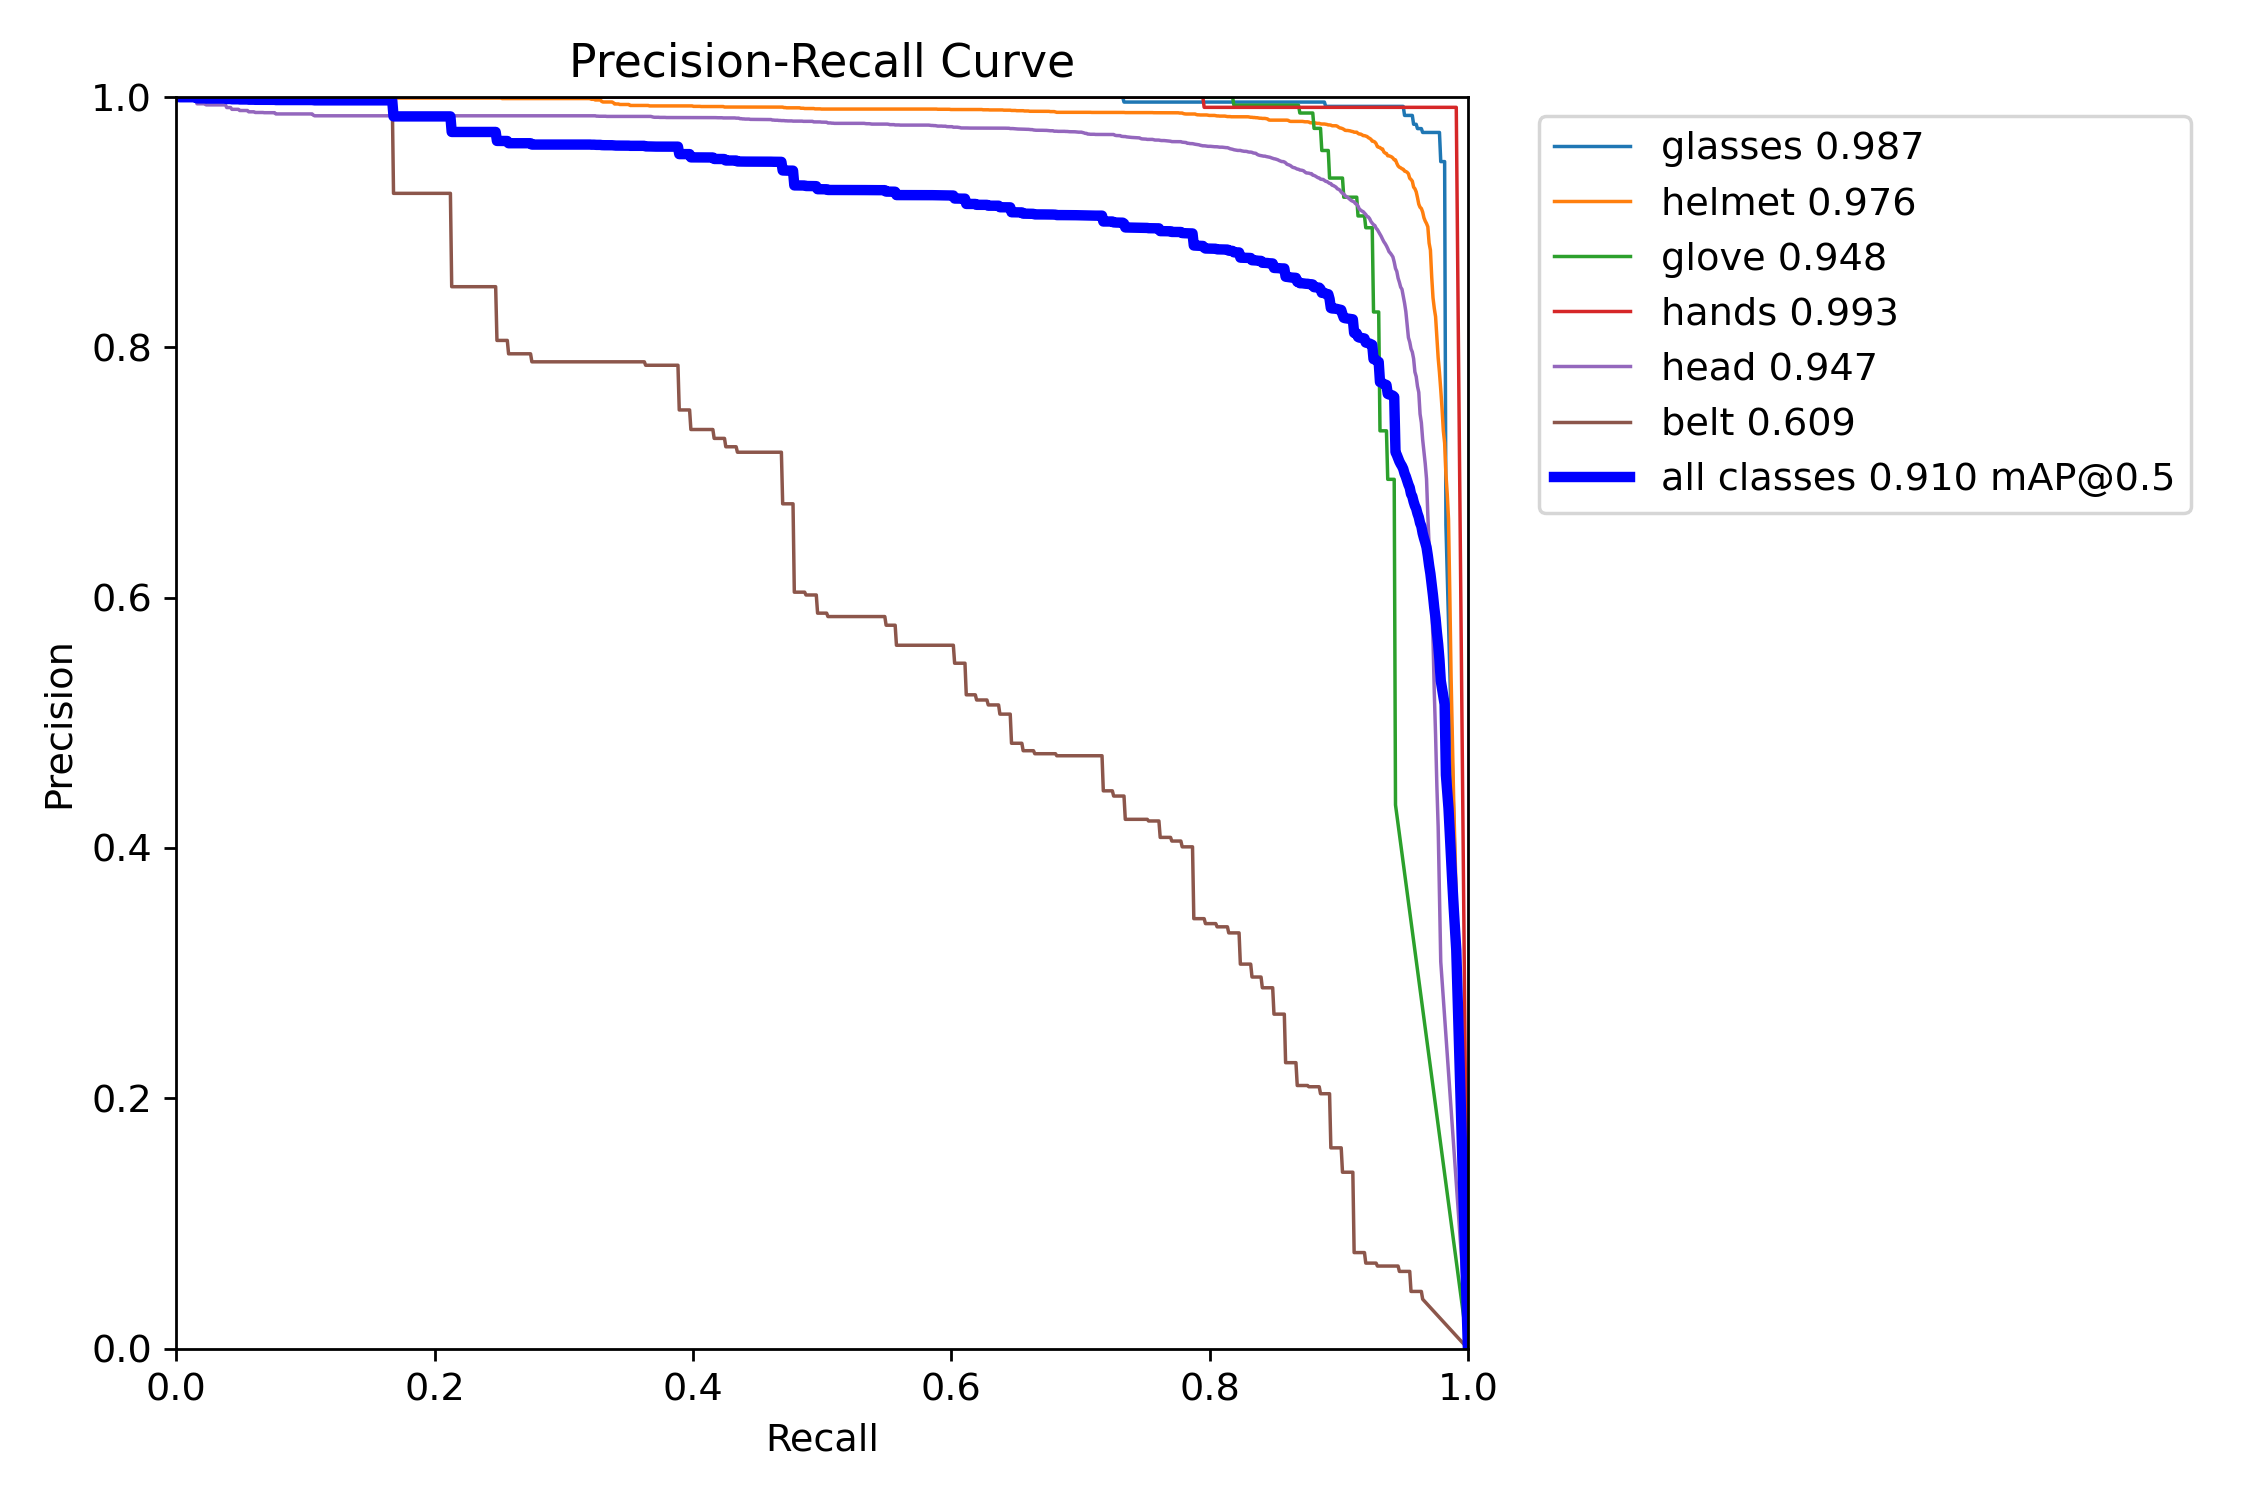 Precision-Recall Curve
1.0
0.8
0.6
0.4
0.2
0.0
Precision
0.0 0.2 0.4 0.6 0.8 1.0
Recall
glasses 0.987
helmet 0.976
glove 0.948
hands 0.993
head 0.947
belt 0.609
all classes 0.910 mAP@0.5